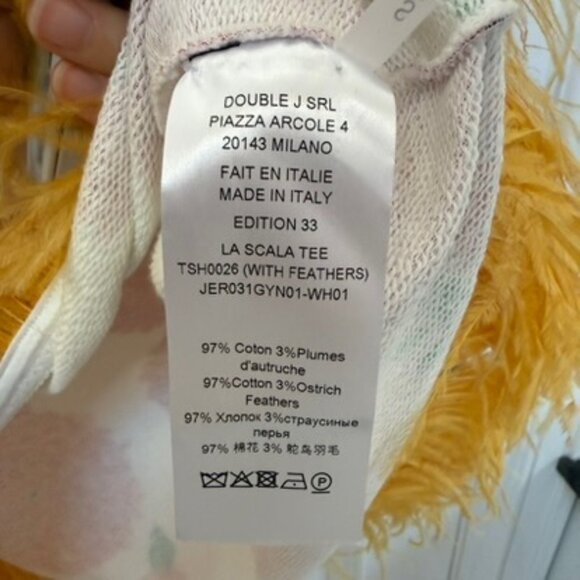 DOUBLE J SRL
PIAZZA ARCOLE 4
20143 MILANO
FAIT EN ITALIE
MADE IN ITALY
EDITION 33
LA SCALA TEE
TSH0026 (WITH FEATHERS)
JER031GYN01-WH01
97% Coton 3%Plumes
d'autruche
97%Cotton 3%Ostrich
Feathers
97% Хлопок 3%страусиные
перья
97% 棉花 3% 鸵鸟羽毛
P